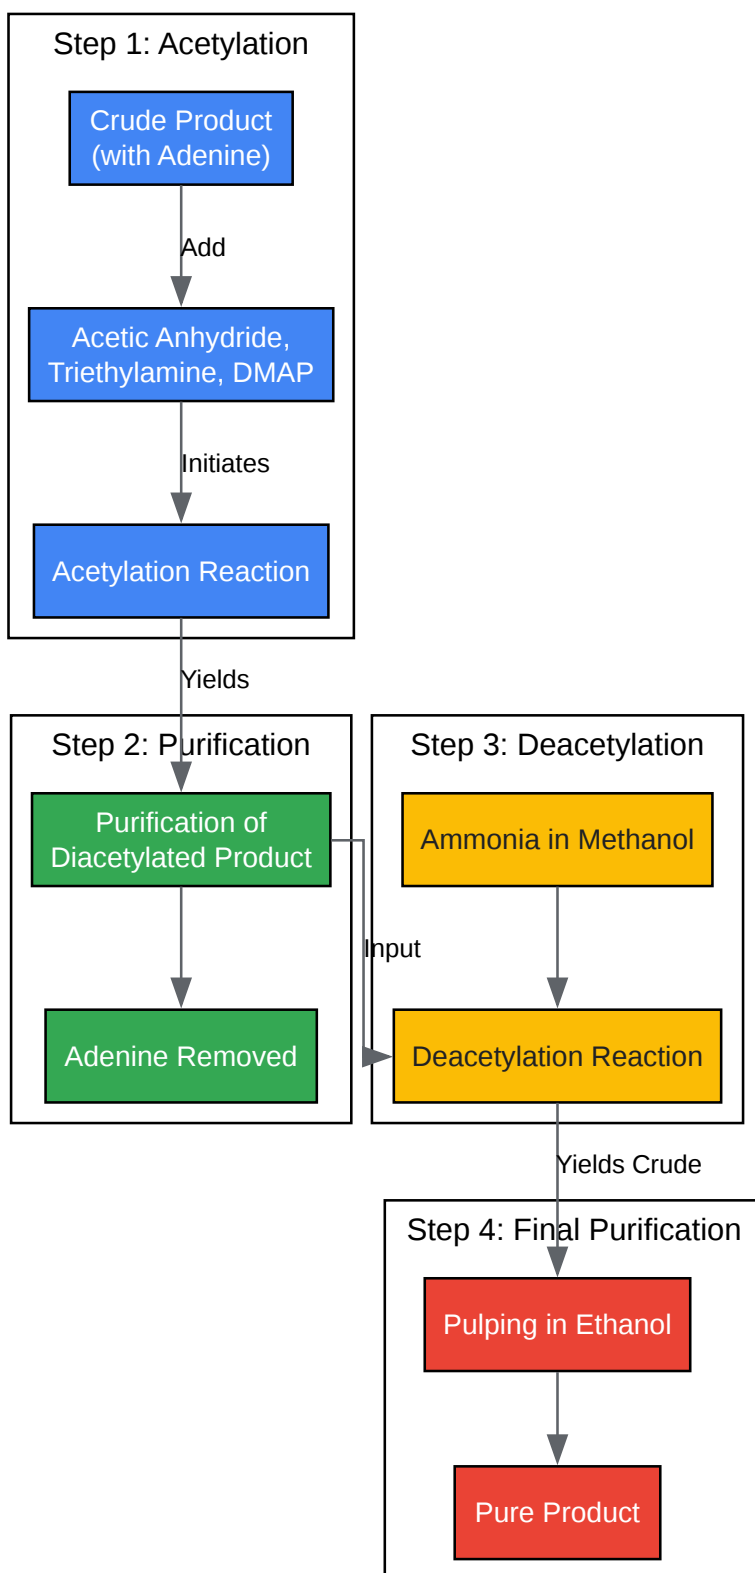 Step 1: Acetylation
Crude Product
(with Adenine)
Add
Acetic Anhydride,
Triethylamine, DMAP
Initiates
Acetylation Reaction
Yields
Step 2: Purification
Purification of
Diacetylated Product
Adenine Removed
Input
Step 3: Deacetylation
Ammonia in Methanol
Deacetylation Reaction
Yields Crude
Step 4: Final Purification
Pulping in Ethanol
Pure Product